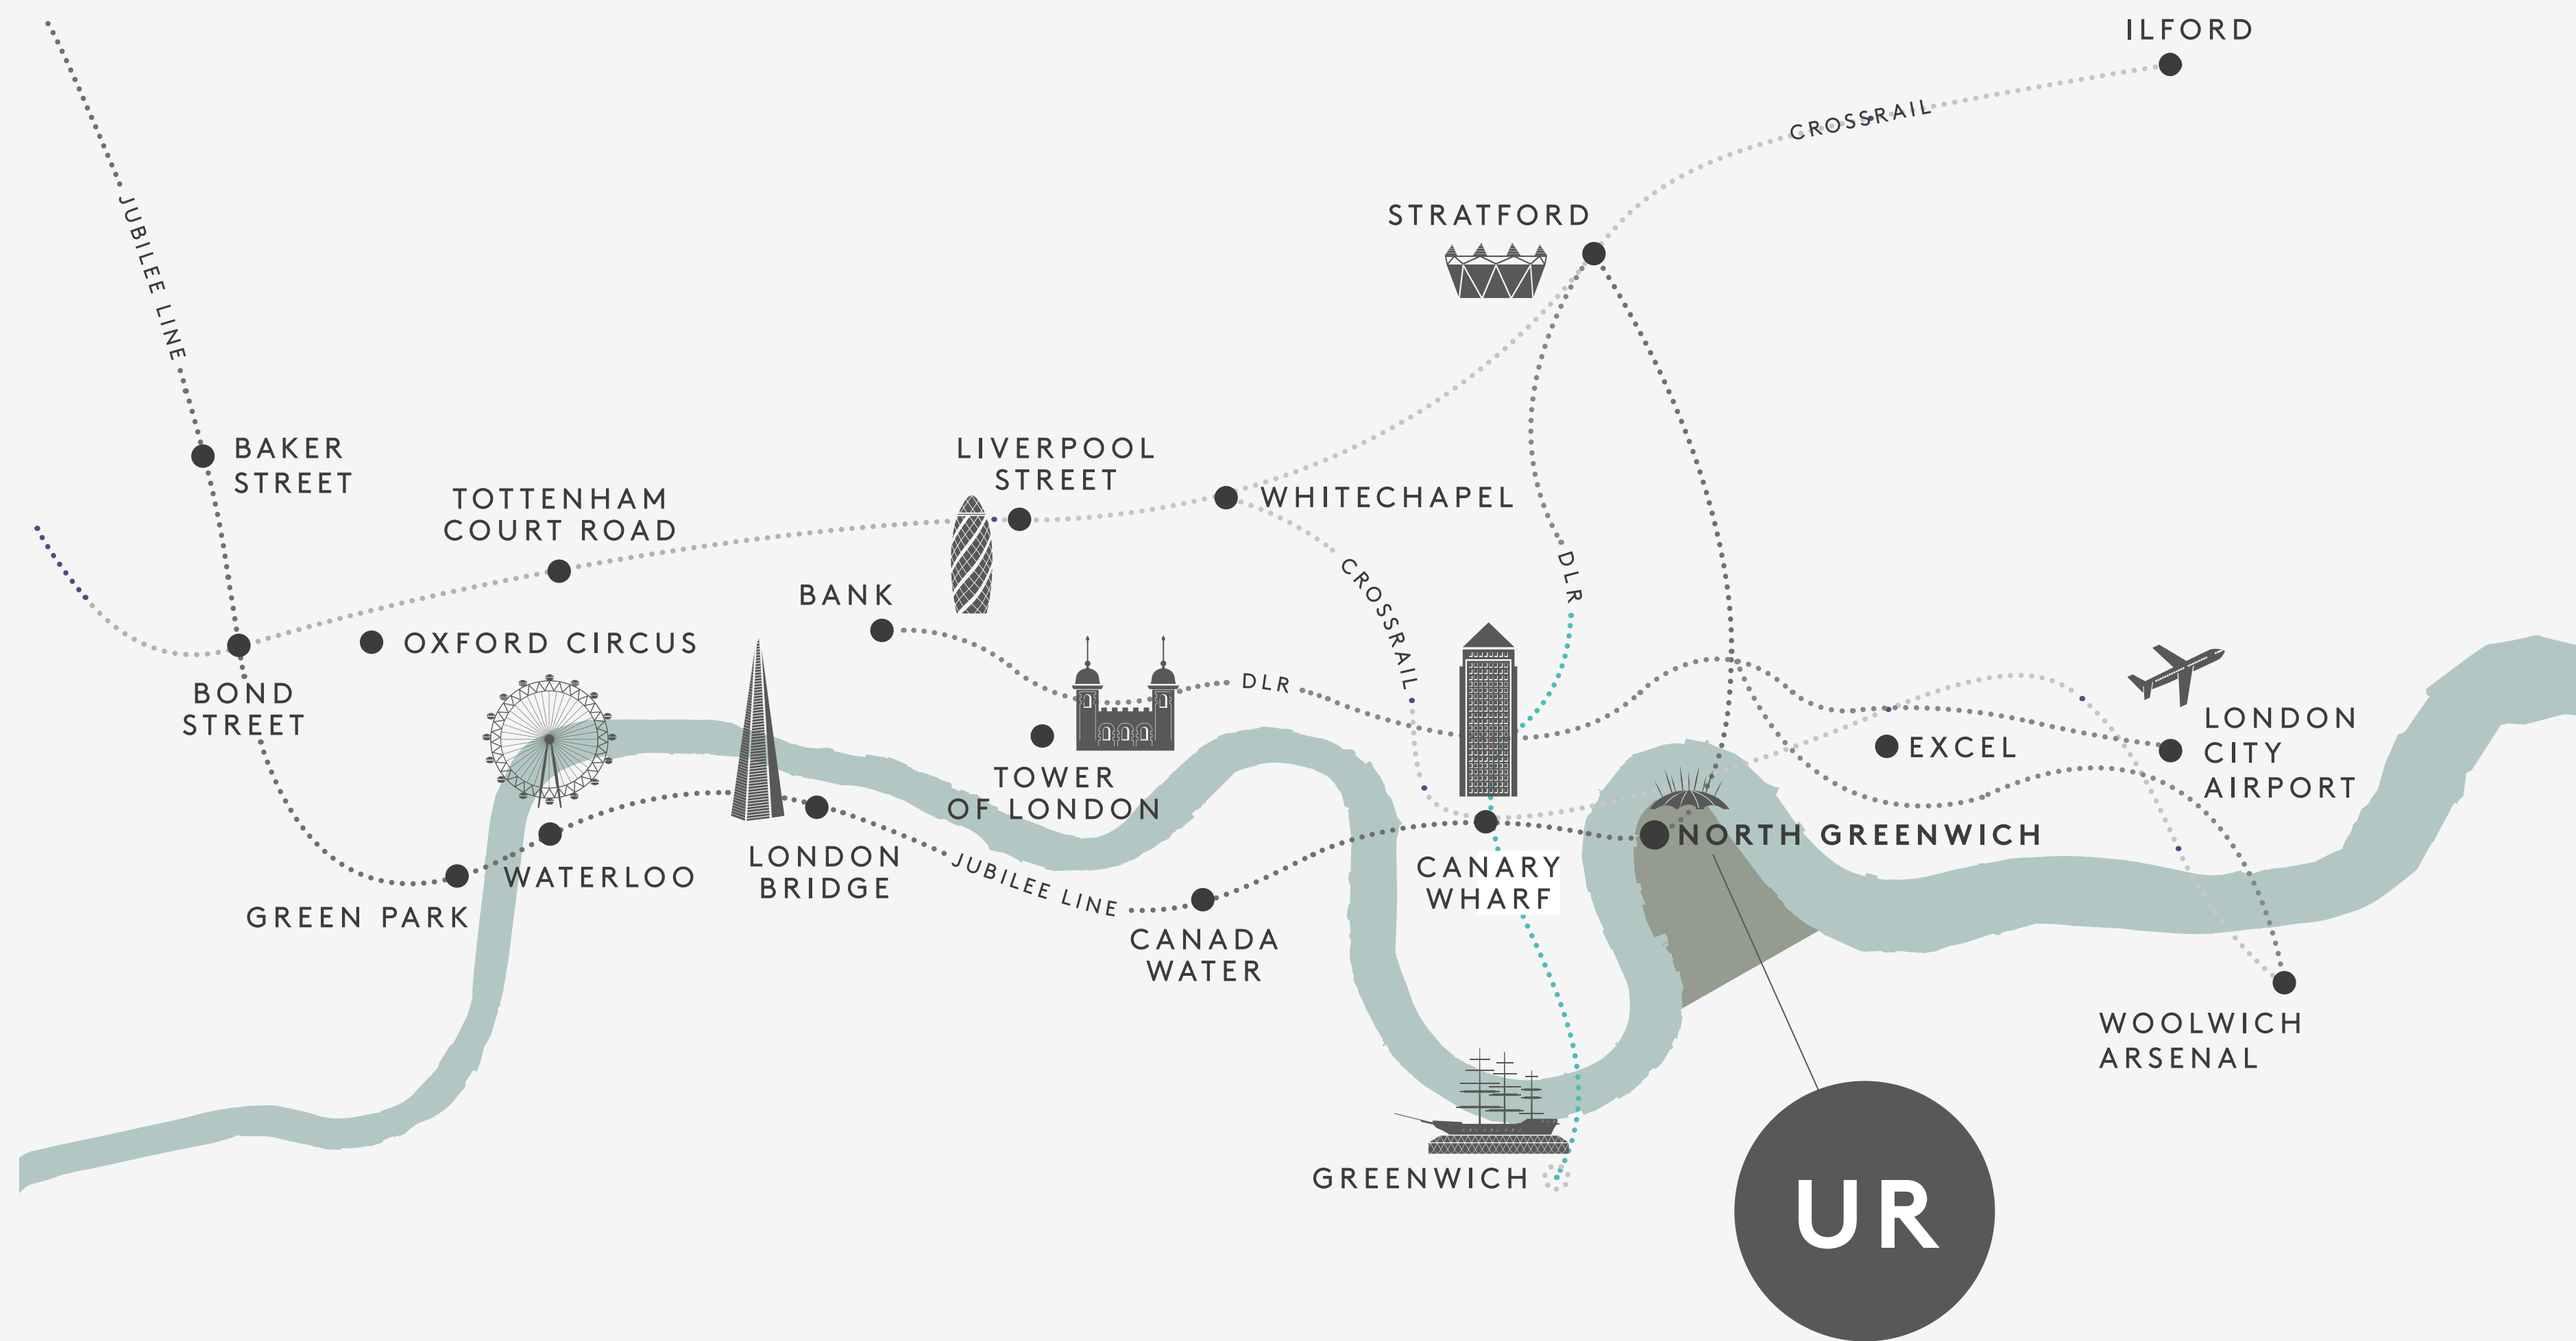 ILFORD
CROSSRAIL
STRATFORD
JUBILEE LINE
BAKER
STREET
LIVERPOOL
STREET
TOTTENHAM
COURT ROAD
WHITECHAPEL
DLR
CROSSRAIL
BANK
OXFORD CIRCUS
BOND
STREET
DLR
LONDON
CITY
AIRPORT
EXCEL
TOWER
OF LONDON
NORTH GREENWICH
CANARY
WHARF
LONDON
BRIDGE
WATERLOO
JUBILEE LINE
GREEN PARK
CANADA
WATER
WOOLWICH
ARSENAL
GREENWICH
UR